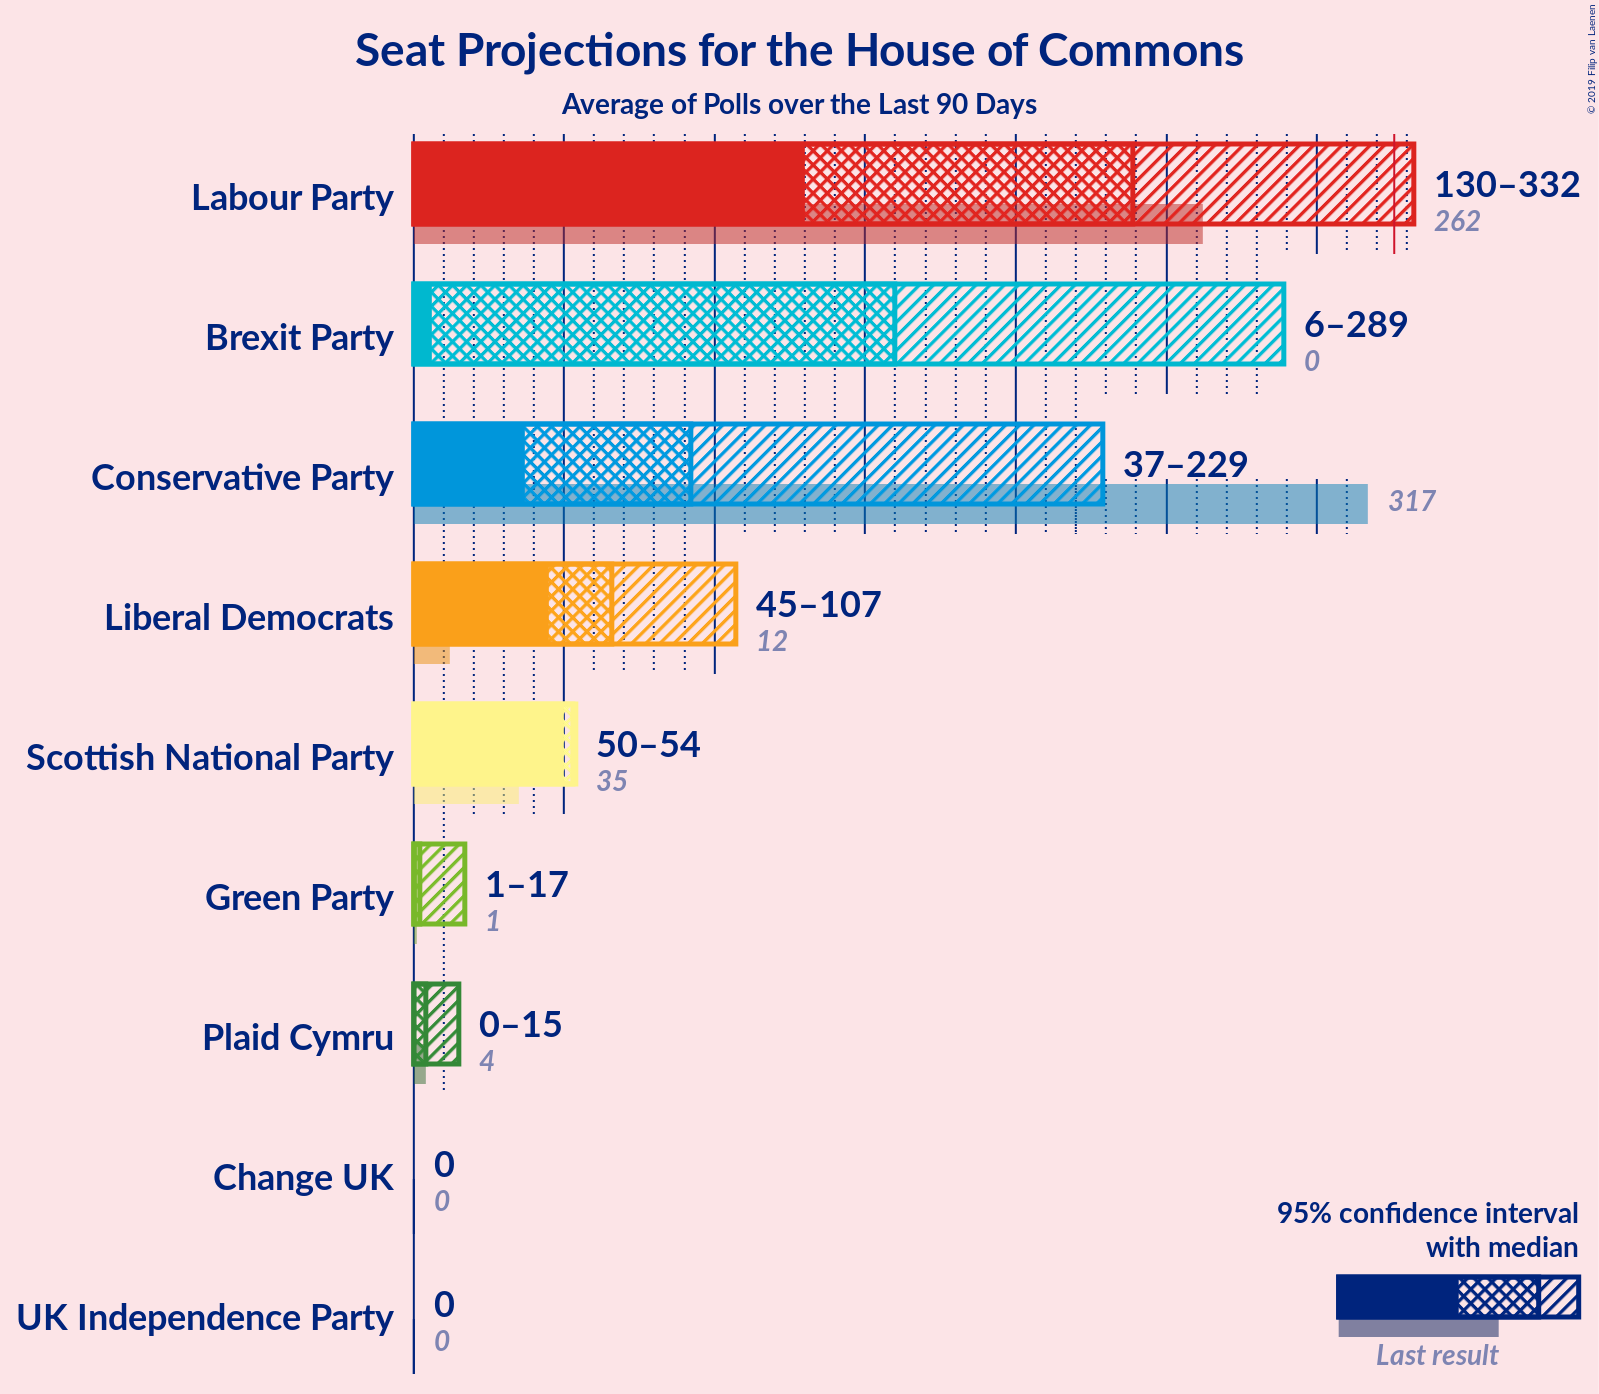 Seat Projections for the House of Commons
Average of Polls over the Last 90 Days
© 2019 Filip van Laenen
Labour Party
130–332
262
Brexit Party
6–289
0
Conservative Party
37–229
317
Liberal Democrats
45–107
12
Scottish National Party
50–54
35
Green Party
1–17
1
Plaid Cymru
0–15
4
Change UK
0
0
UK Independence Party
0
0
95% confidence interval
with median
Last result